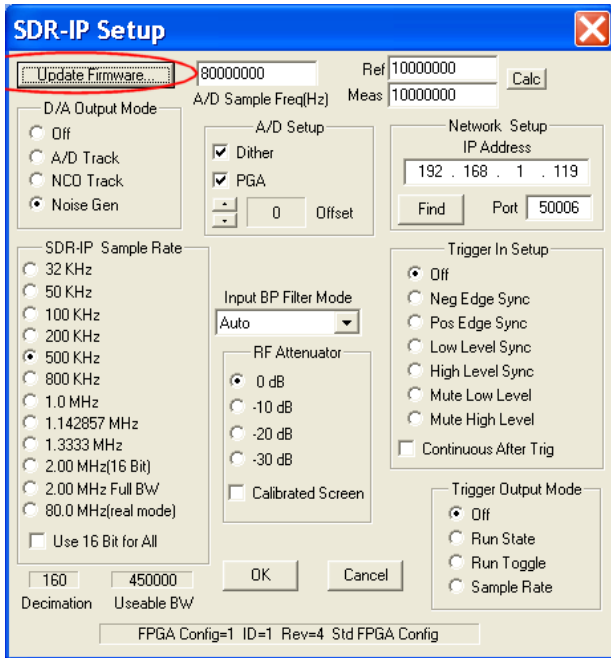 SDR-IP Setup
Update Firmware...
80000000
A/D Sample Freq(Hz)
Ref 10000000
Meas 10000000
Calc
D/A Output Mode
Off
A/D Track
NCO Track
Noise Gen
A/D Setup
Dither
PGA
0 Offset
Network Setup
IP Address
192 . 168 . 1 . 119
Find Port 50006
SDR-IP Sample Rate
32 KHz
50 KHz
100 KHz
200 KHz
500 KHz
800 KHz
1.0 MHz
1.142857 MHz
1.3333 MHz
2.00 MHz(16 Bit)
2.00 MHz Full BW
80.0 MHz(real mode)
Use 16 Bit for All
160 450000
Decimation Useable BW
Input BP Filter Mode
Auto
RF Attenuator
0 dB
-10 dB
-20 dB
-30 dB
Calibrated Screen
Trigger In Setup
Off
Neg Edge Sync
Pos Edge Sync
Low Level Sync
High Level Sync
Mute Low Level
Mute High Level
Continuous After Trig
Trigger Output Mode
Off
Run State
Run Toggle
Sample Rate
OK Cancel
FPGA Config=1 ID=1 Rev=4 Std FPGA Config